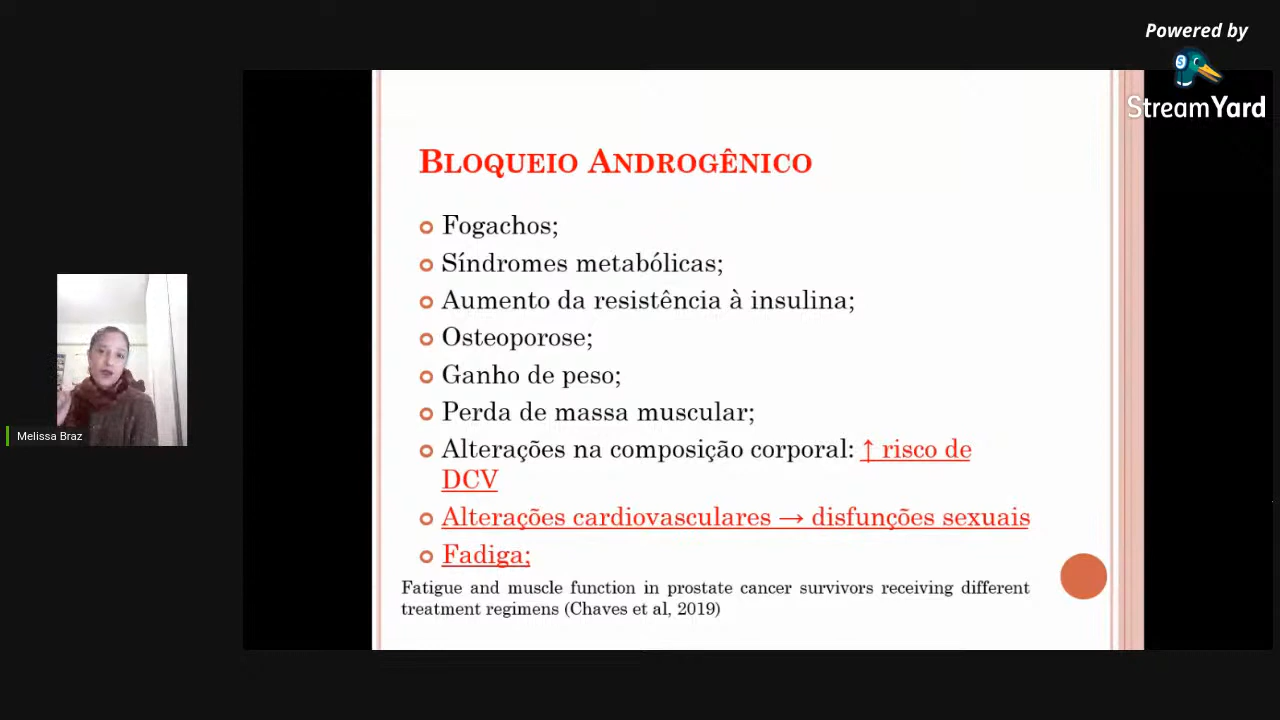 Powered by
StreamYard
BLOQUEIO ANDROGÊNICO
Fogachos;
Síndromes metabólicas;
Aumento da resistência à insulina;
Osteoporose;
Ganho de peso;
Perda de massa muscular;
Alterações na composição corporal: ↑ risco de
DCV
Alterações cardiovasculares → disfunções sexuais
Fadiga;
Fatigue and muscle function in prostate cancer survivors receiving different
treatment regimens (Chaves et al, 2019)
Melissa Braz